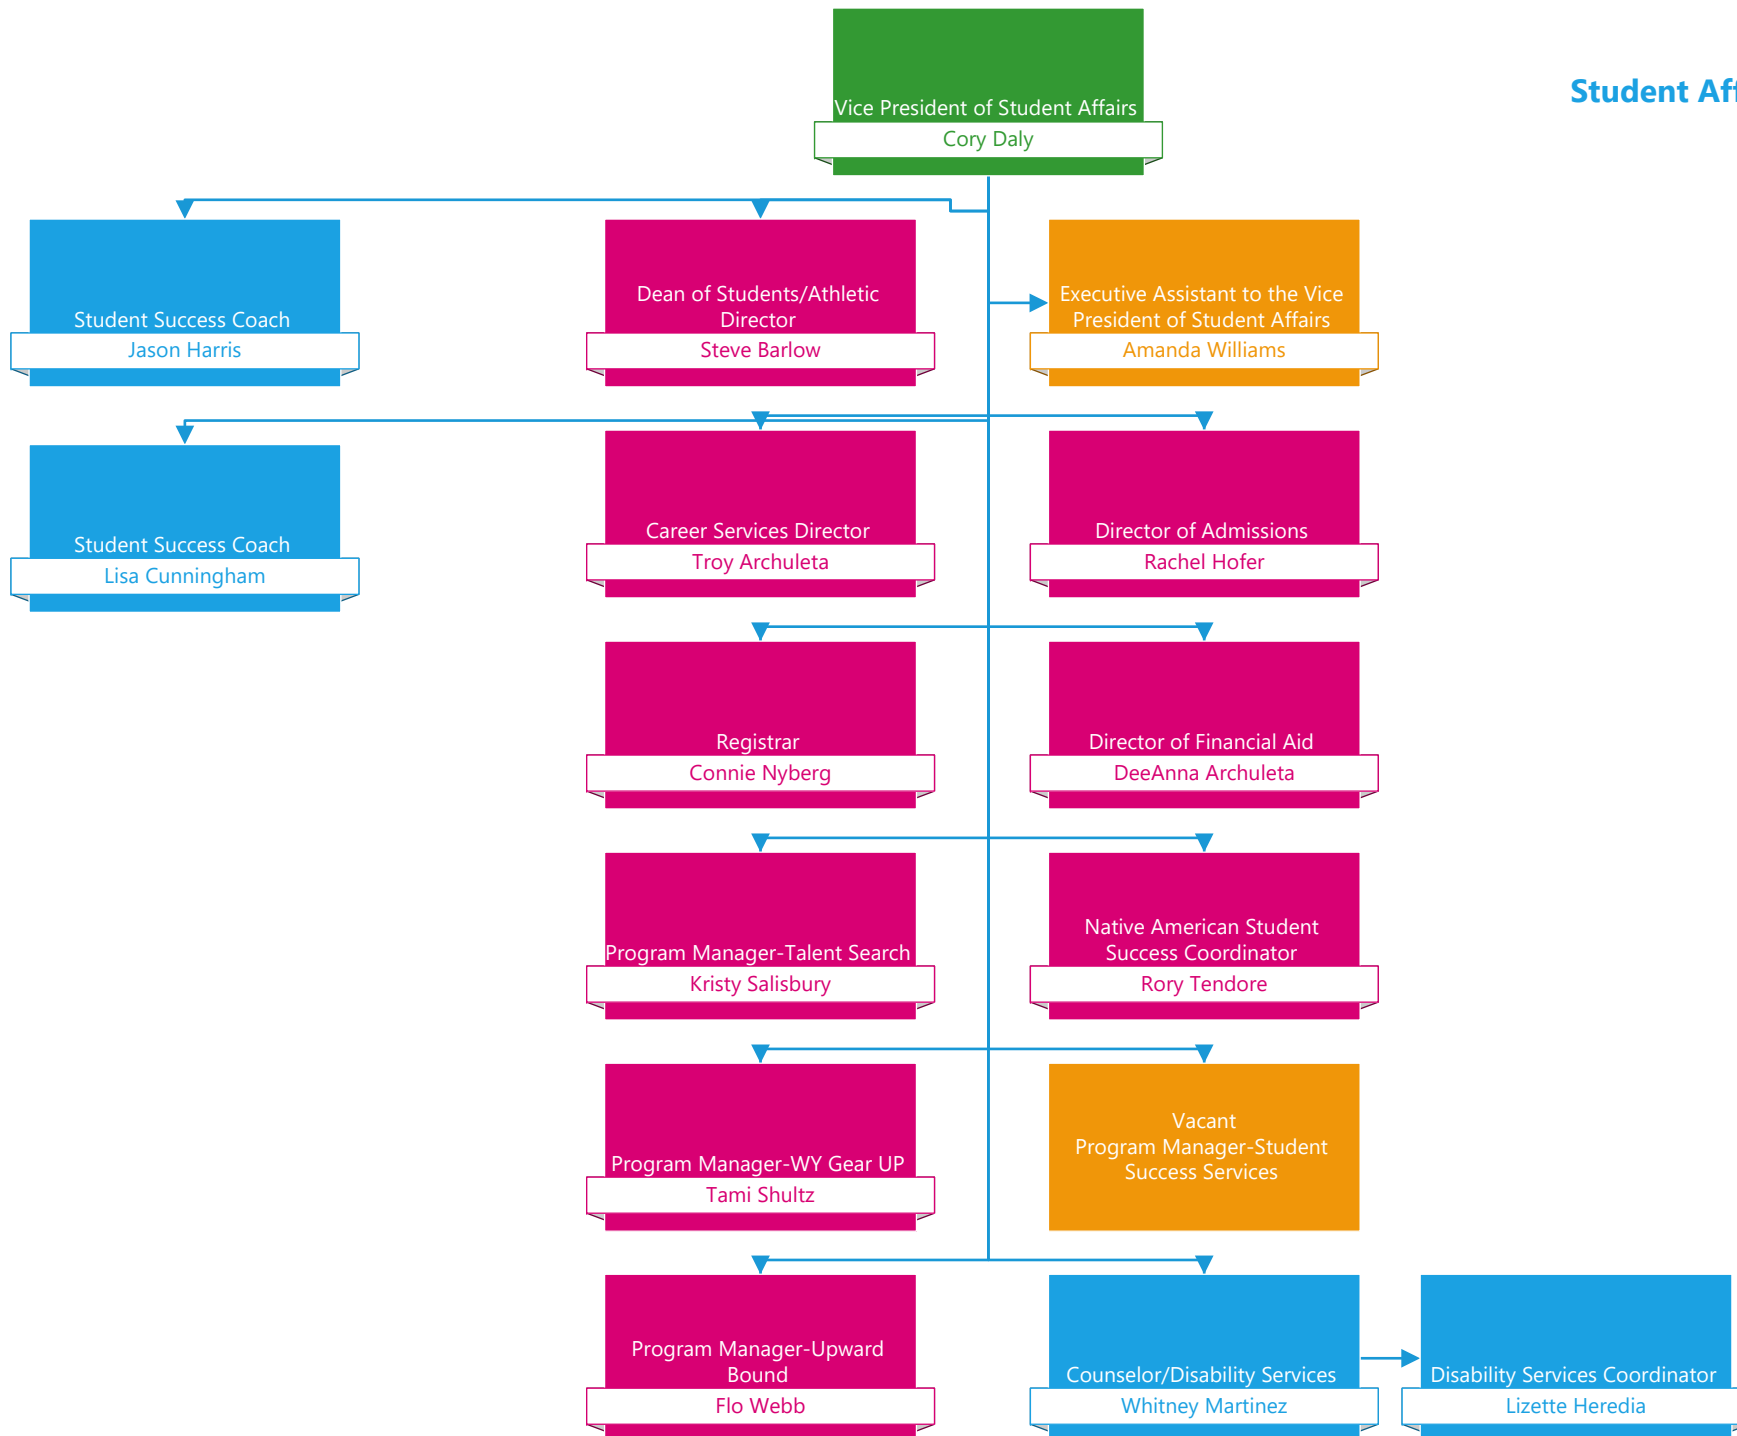 Vice President of Student Affairs
Cory Daly
Student
Student Success Coach
Jason Harris
Dean of Students/Athletic
Director
Steve Barlow
Executive Assistant to the Vice
President of Student Affairs
Amanda Williams
Student Success Coach
Lisa Cunningham
Career Services Director
Troy Archuleta
Director of Admissions
Rachel Hofer
Registrar
Connie Nyberg
Director of Financial Aid
DeeAnna Archuleta
Program Manager-Talent Search
Kristy Salisbury
Native American Student
Success Coordinator
Rory Tendore
Program Manager-WY Gear UP
Tami Shultz
Vacant
Program Manager-Student
Success Services
Program Manager-Upward
Bound
Flo Webb
Counselor/Disability Services
Whitney Martinez
Disability Services Coordinator
Lizette Heredia